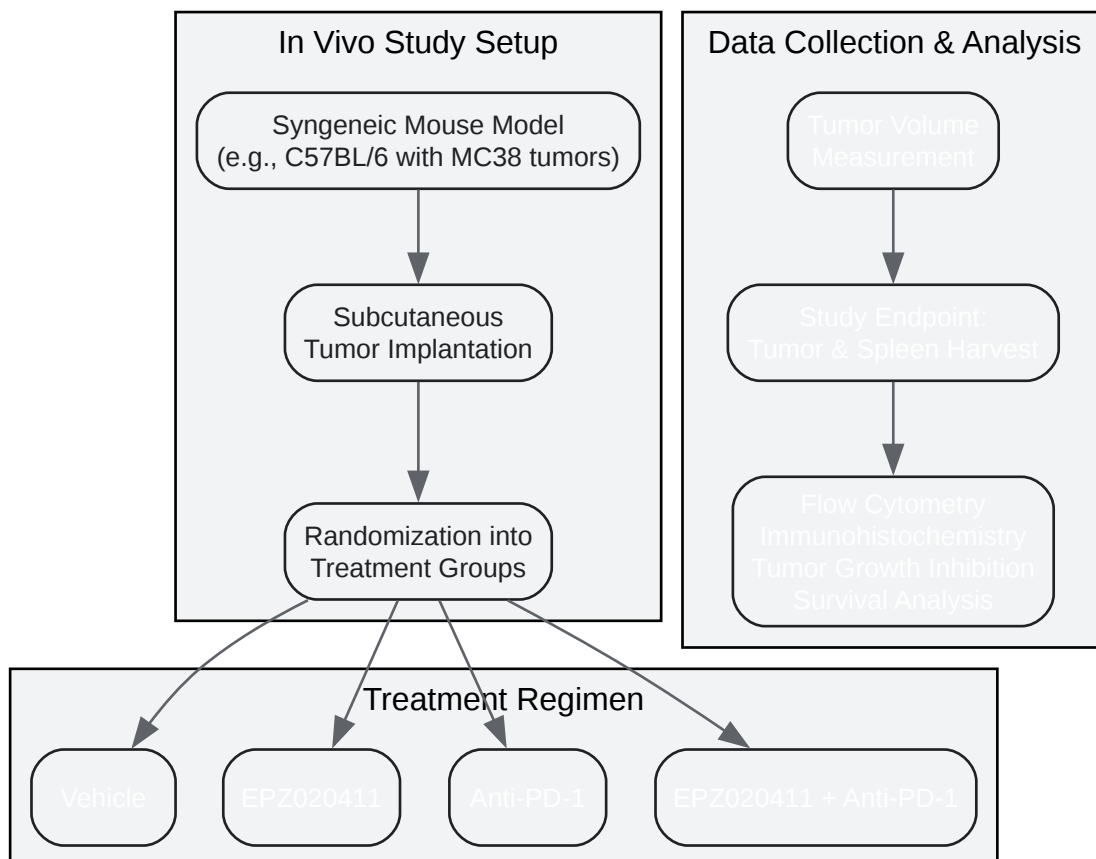 In Vivo Study Setup
Syngeneic Mouse Model
(e.g., C57BL/6 with MC38 tumors)
Subcutaneous
Tumor Implantation
Randomization into
Treatment Groups
Data Collection & Analysis
Tumor Volume
Measurement
Study Endpoint:
Tumor & Spleen Harvest
Flow Cytometry
Immunohistochemistry
Tumor Growth Inhibition
Survival Analysis
Treatment Regimen
Vehicle
EPZ020411
Anti-PD-1
EPZ020411 + Anti-PD-1